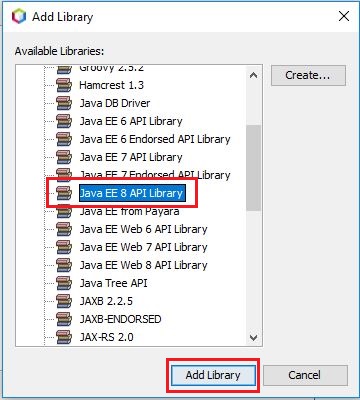 Add Library
Available Libraries:
Groovy 2.5.2
Hamcrest 1.3
Java DB Driver
Java EE 6 API Library
Java EE 6 Endorsed API Library
Java EE 7 API Library
Java EE 7 Endorsed API Library
Java EE 8 API Library
Java EE from Payara
Java EE Web 6 API Library
Java EE Web 7 API Library
Java EE Web 8 API Library
Java Tree API
JAXB 2.2.5
JAXB-ENDORSED
JAX-RS 2.0
Create...
Add Library
Cancel